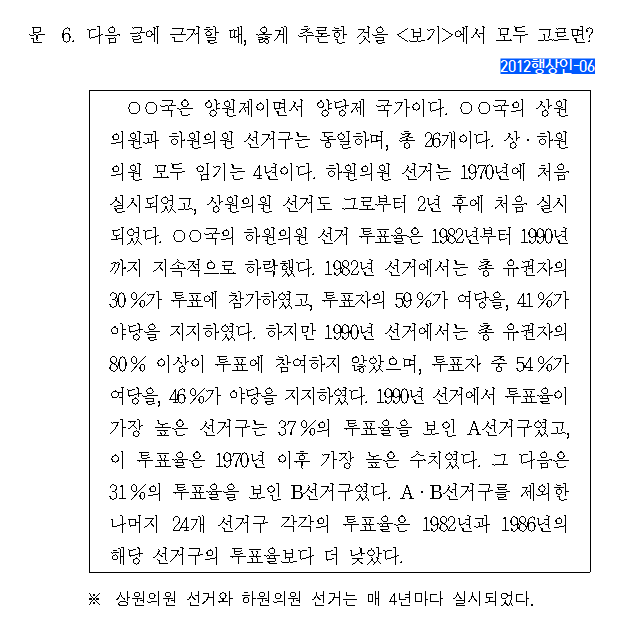 문 6. 다음 글에 근거할 때, 옳게 추론한 것을 <보기>에서 모두 고르면?
2012행상인-06
○○국은 양원제이면서 양당제 국가이다. ○○국의 상원
의원과 하원의원 선거구는 동일하며, 총 26개이다. 상·하원
의원 모두 임기는 4년이다. 하원의원 선거는 1970년에 처음
실시되었고, 상원의원 선거도 그로부터 2년 후에 처음 실시
되었다. ○○국의 하원의원 선거 투표율은 1982년부터 1990년
까지 지속적으로 하락했다. 1982년 선거에서는 총 유권자의
30%가 투표에 참가하였고, 투표자의 59%가 여당을, 41%가
야당을 지지하였다. 하지만 1990년 선거에서는 총 유권자의
80% 이상이 투표에 참여하지 않았으며, 투표자 중 54%가
여당을, 46%가 야당을 지지하였다. 1990년 선거에서 투표율이
가장 높은 선거구는 37%의 투표율을 보인 A선거구였고,
이 투표율은 1970년 이후 가장 높은 수치였다. 그 다음은
31%의 투표율을 보인 B선거구였다. A·B선거구를 제외한
나머지 24개 선거구 각각의 투표율은 1982년과 1986년의
해당 선거구의 투표율보다 더 낮았다.
※ 상원의원 선거와 하원의원 선거는 매 4년마다 실시되었다.